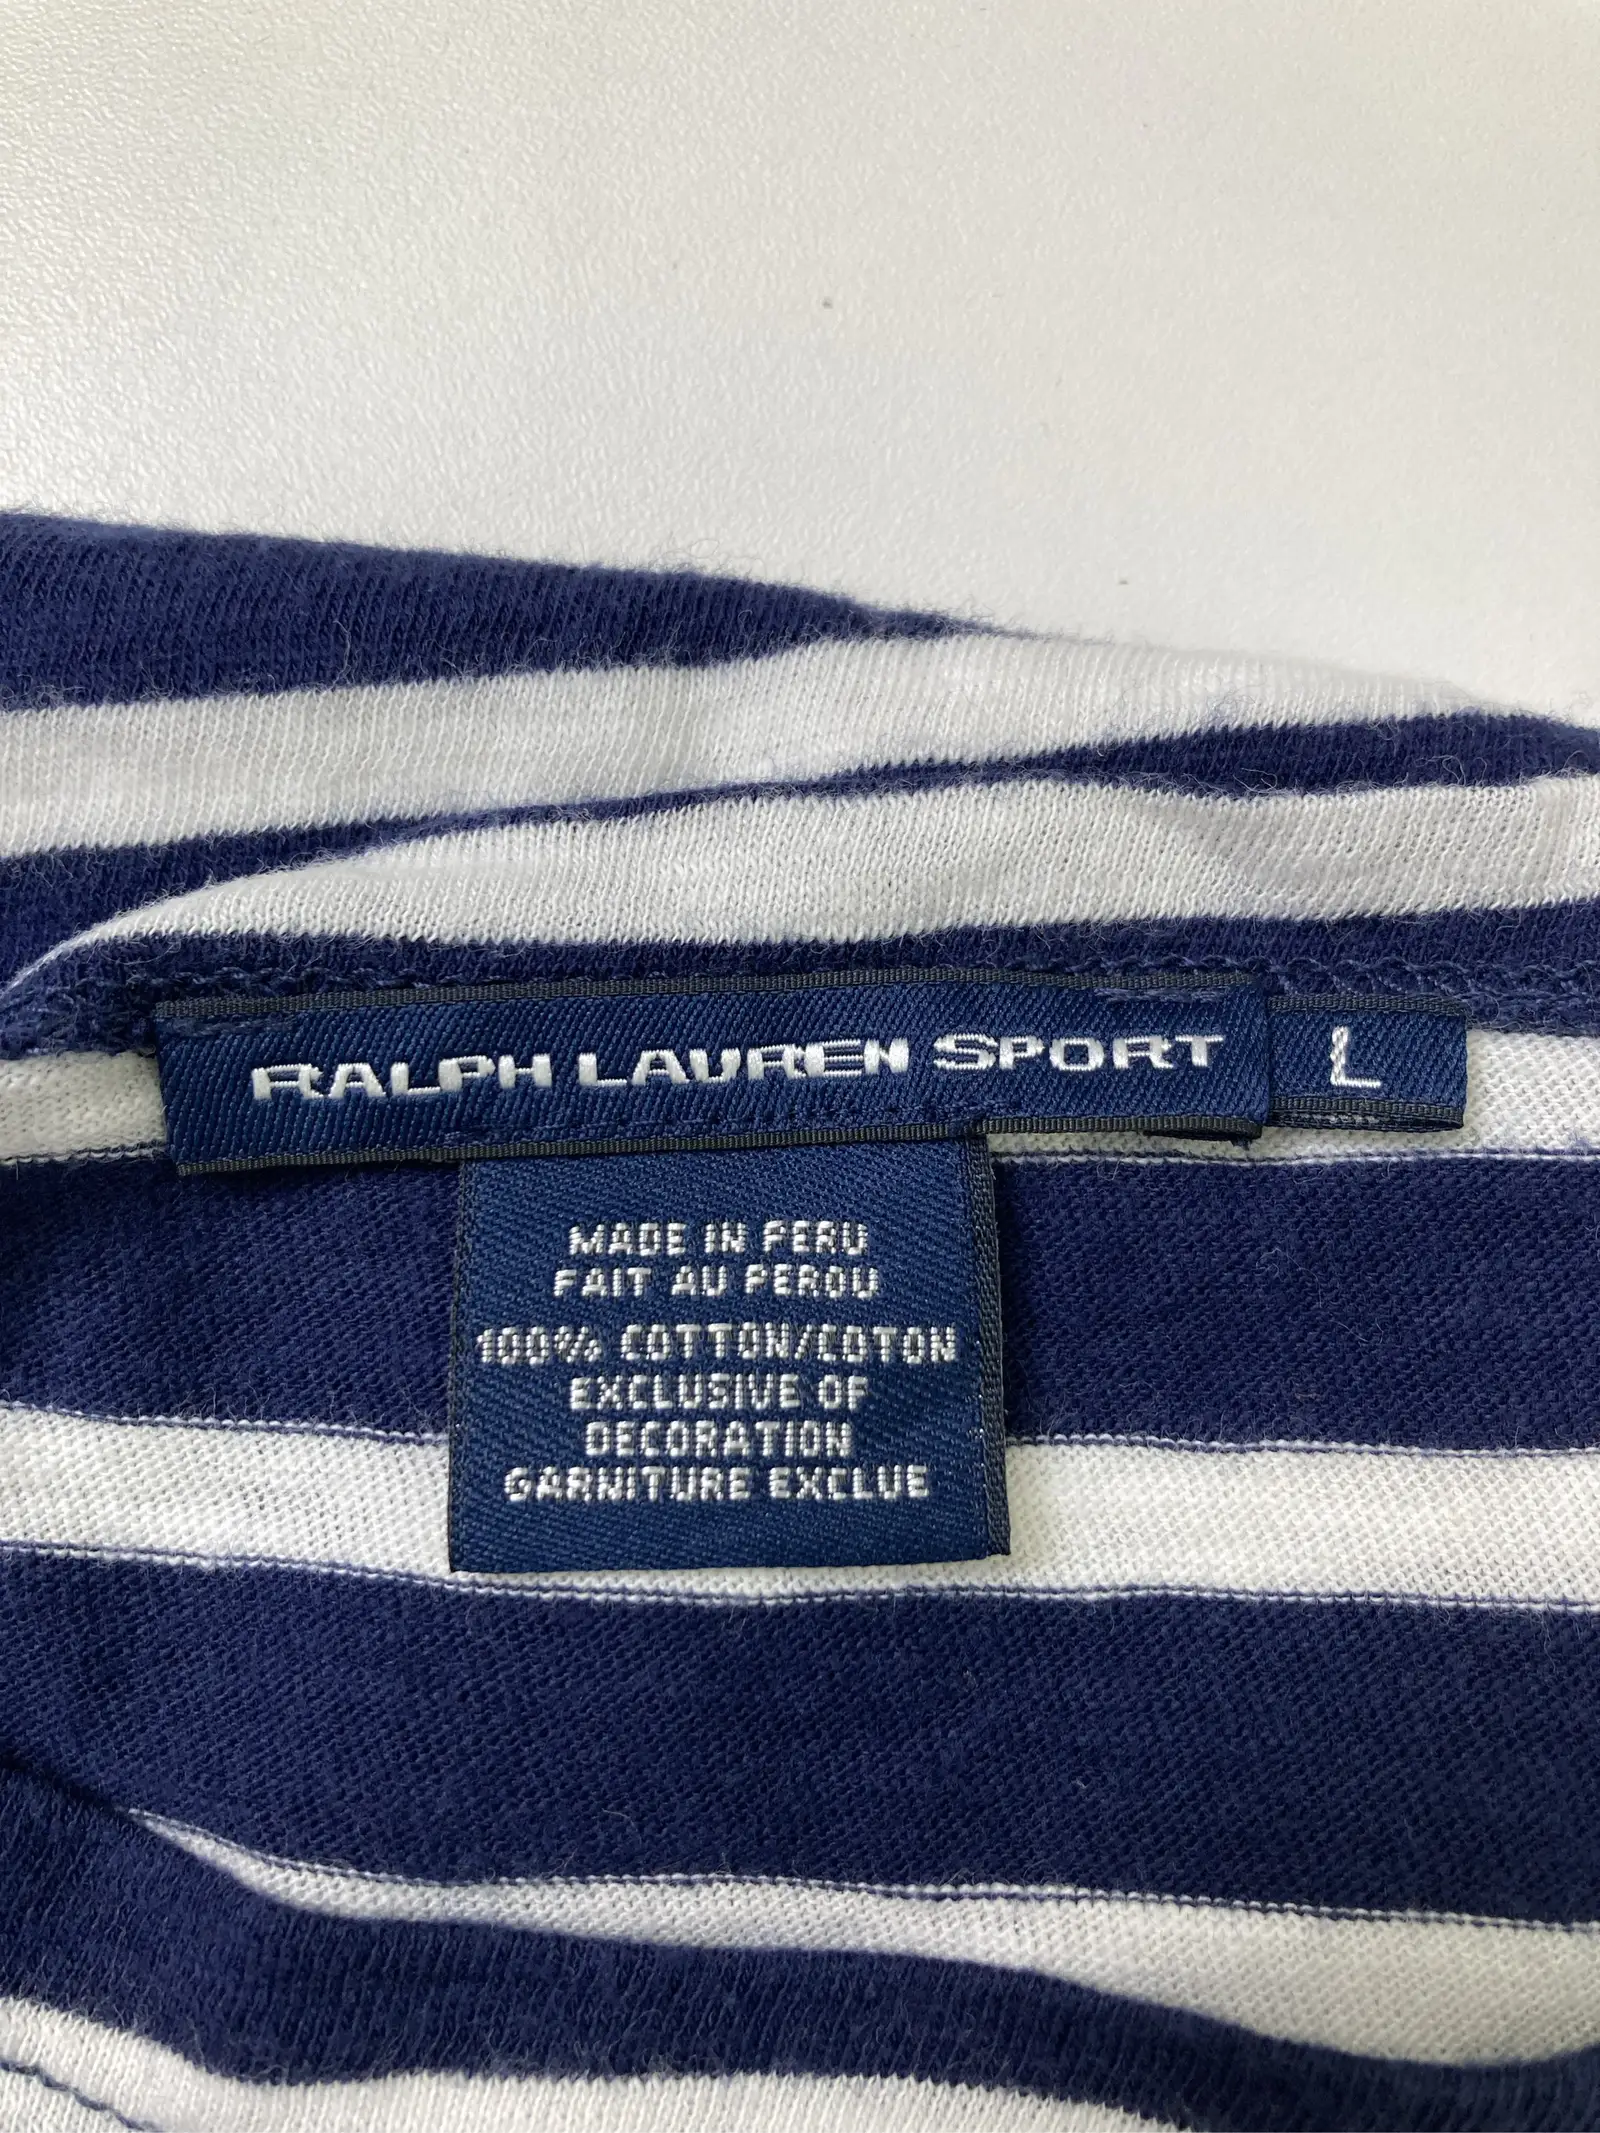 RALPH LAUREN SPORT L
MADE IN PERU
FAIT AU PEROU
100% COTTON/COTON
EXCLUSIVE OF
DECORATION
GARNITURE EXCLUE